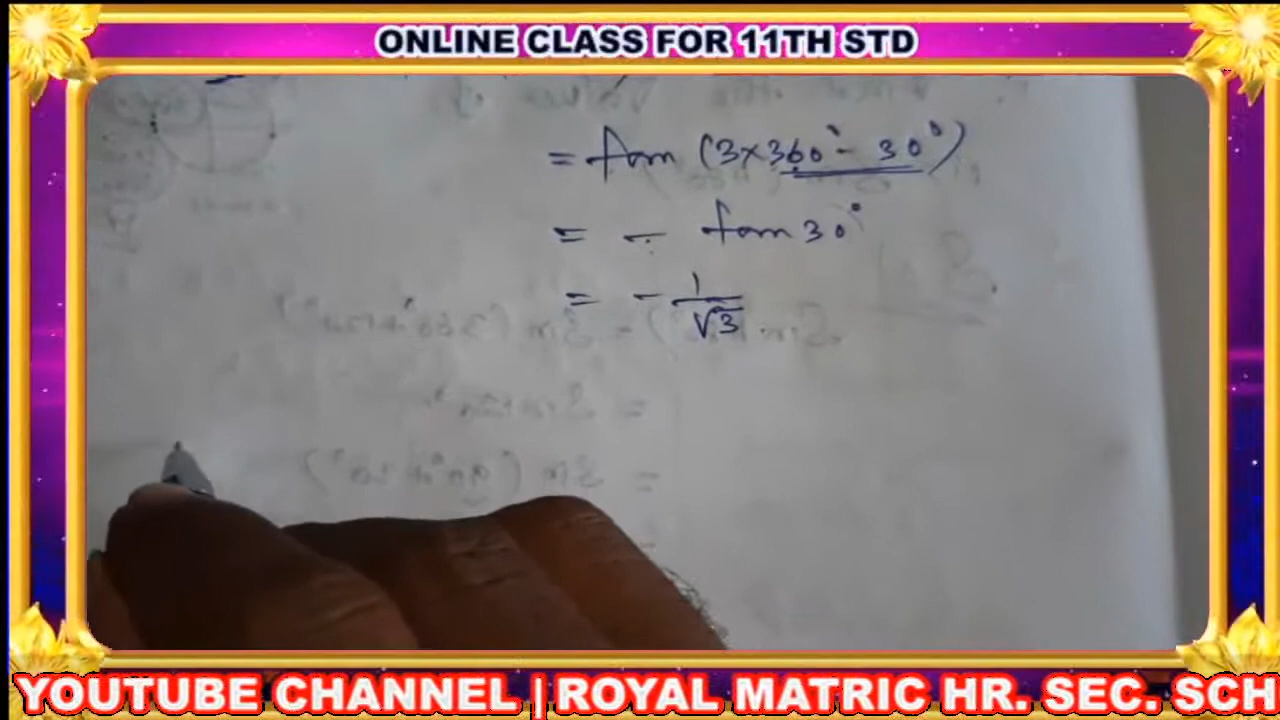 ONLINE CLASS FOR 11TH STD
= tan (3×360° - 30°)
= - tan 30°
= - 1/√3
YOUTUBE CHANNEL | ROYAL MATRIC HR. SEC. SCH